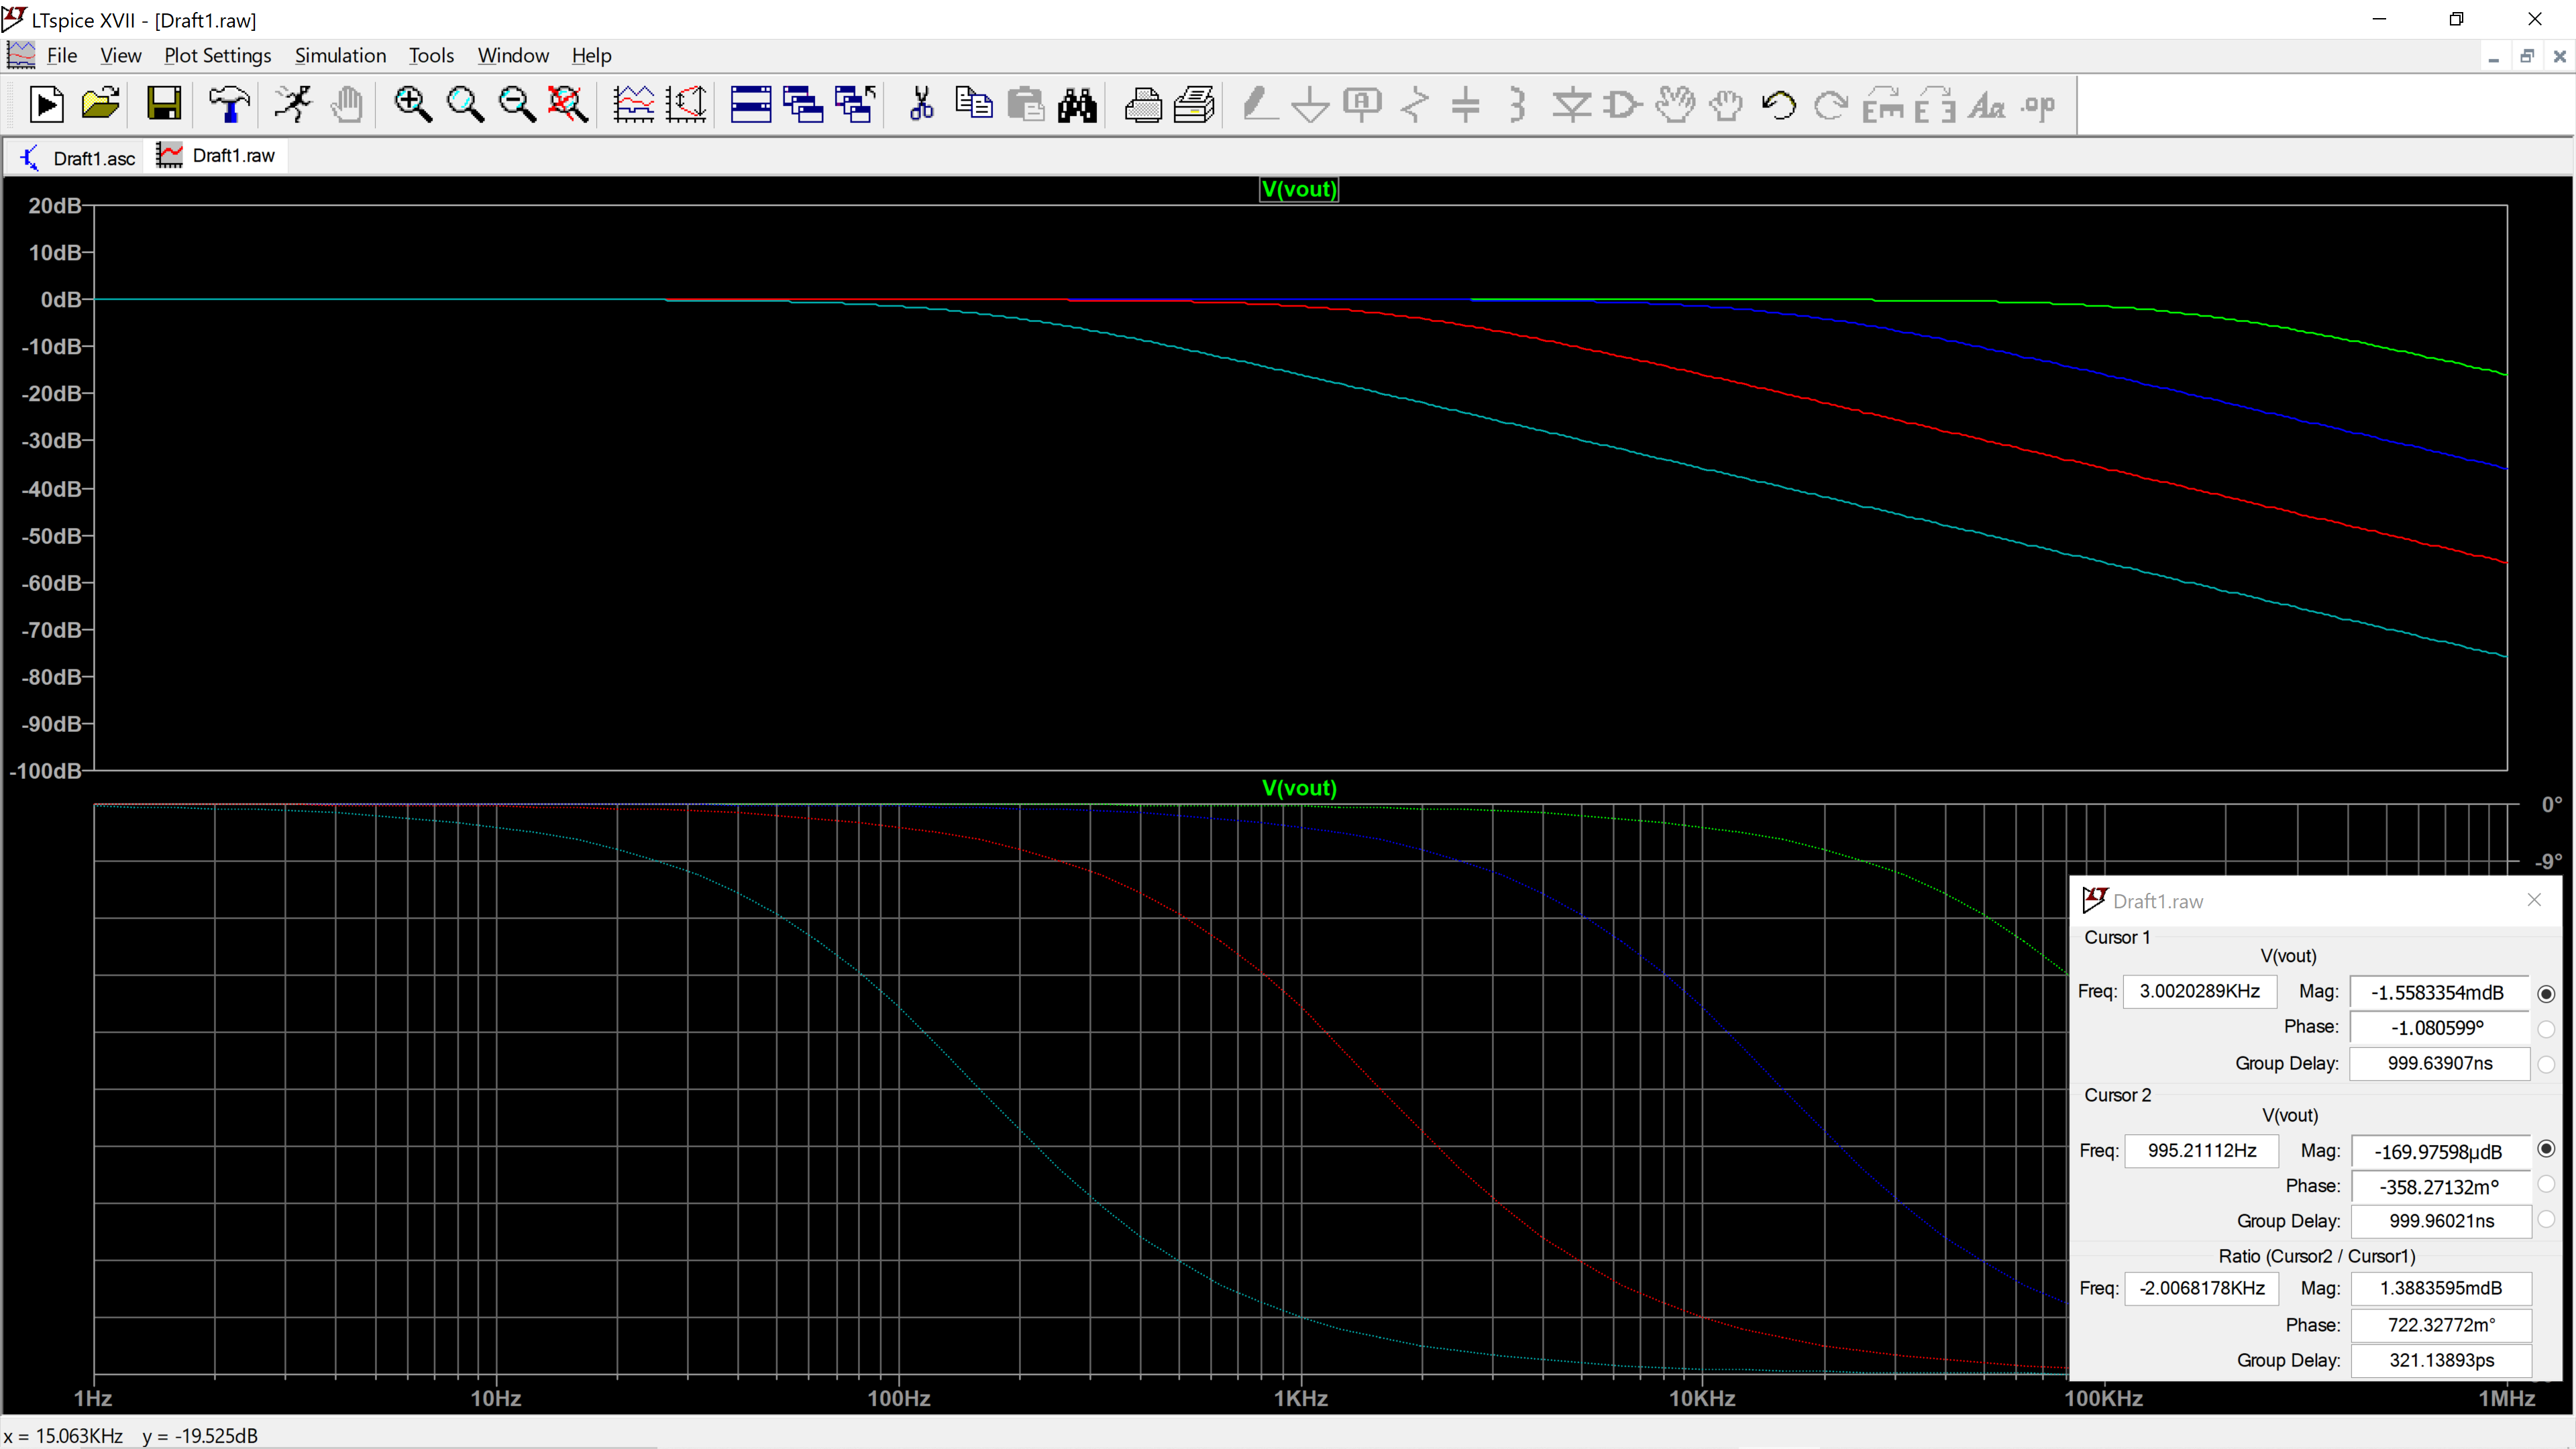 LTspice XVII - [Draft1.raw]
File View Plot Settings Simulation Tools Window Help
Draft1.asc Draft1.raw
V(vout)
20dB
10dB
0dB
-10dB
-20dB
-30dB
-40dB
-50dB
-60dB
-70dB
-80dB
-90dB
-100dB
V(vout)
0°
-9°
Draft1.raw
Cursor 1
V(vout)
Freq: 3.0020289KHz Mag: -1.5583354mdB
Phase: -1.080599°
Group Delay: 999.63907ns
Cursor 2
V(vout)
Freq: 995.21112Hz Mag: -169.97598µdB
Phase: -358.27132m°
Group Delay: 999.96021ns
Ratio (Cursor2 / Cursor1)
Freq: -2.0068178KHz Mag: 1.3883595mdB
Phase: 722.32772m°
Group Delay: 321.13893ps
1Hz 10Hz 100Hz 1KHz 10KHz 100KHz 1MHz
x = 15.063KHz y = -19.525dB